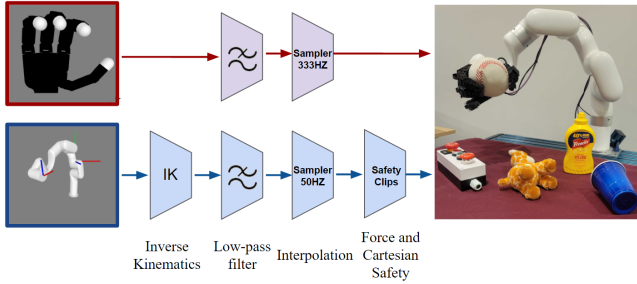 Sampler
333HZ
IK
Sampler
50HZ
Safety
Clips
Inverse
Kinematics
Low-pass
filter
Interpolation
Force and
Cartesian
Safety